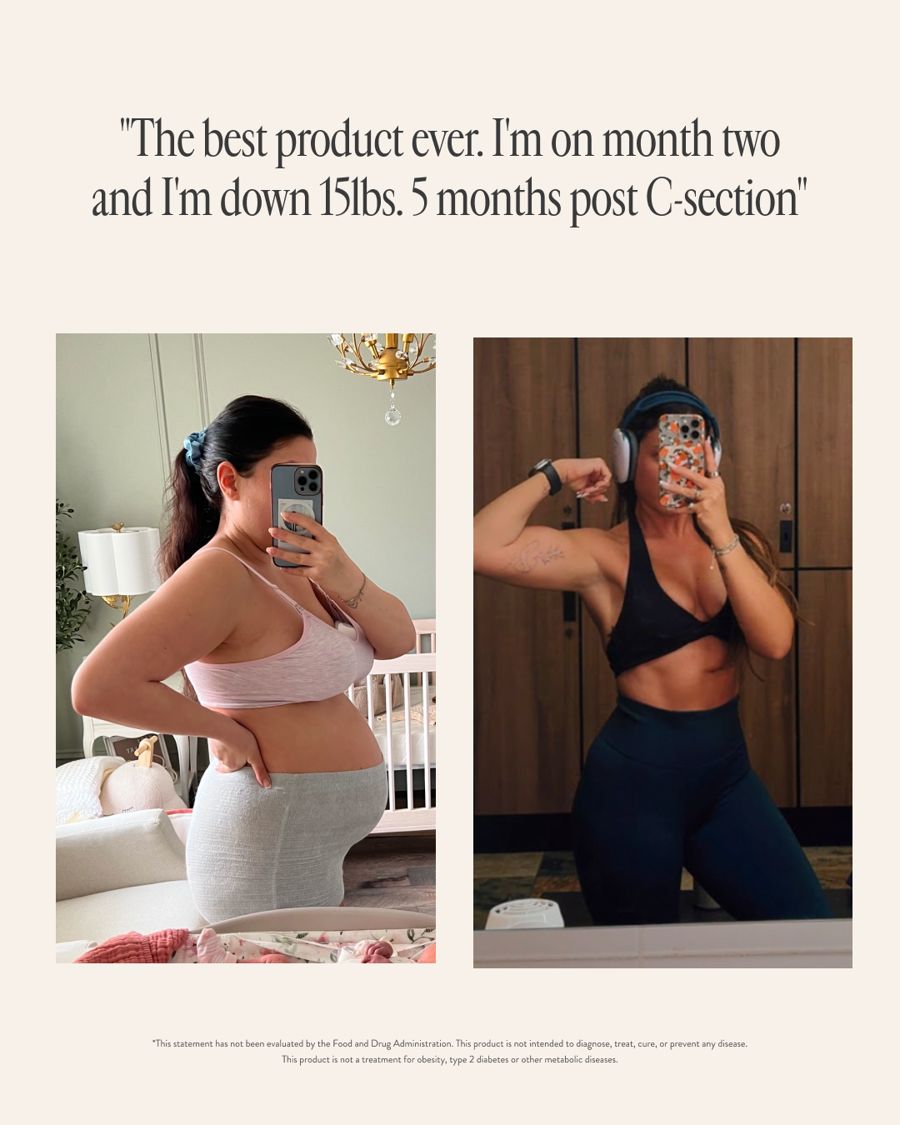 "The best product ever. I'm on month two
and I'm down 15lbs. 5 months post C-section"
*This statement has not been evaluated by the Food and Drug Administration. This product is not intended to diagnose, treat, cure, or prevent any disease.
This product is not a treatment for obesity, type 2 diabetes or other metabolic diseases.